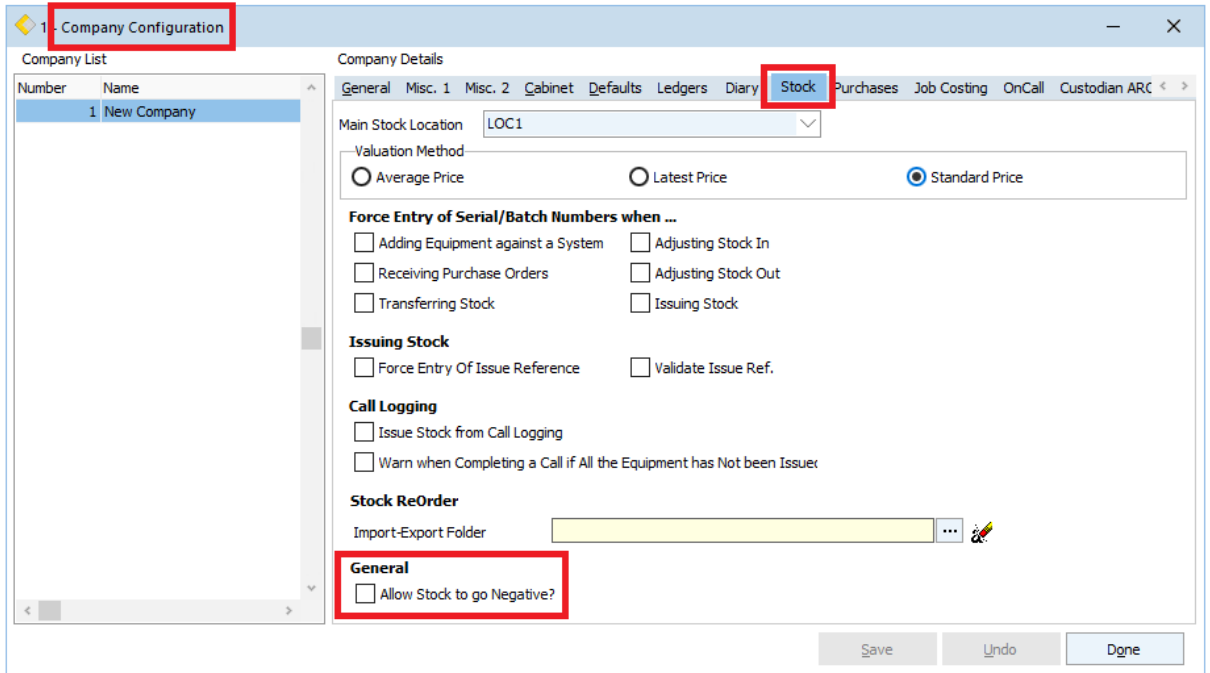 1 - Company Configuration
Company List
Company Details
Number Name
1 New Company
General Misc. 1 Misc. 2 Cabinet Defaults Ledgers Diary Stock Purchases Job Costing OnCall Custodian ARC
Main Stock Location LOC1
Valuation Method
Average Price Latest Price Standard Price
Force Entry of Serial/Batch Numbers when ...
Adding Equipment against a System Adjusting Stock In
Receiving Purchase Orders Adjusting Stock Out
Transferring Stock Issuing Stock
Issuing Stock
Force Entry Of Issue Reference Validate Issue Ref.
Call Logging
Issue Stock from Call Logging
Warn when Completing a Call if All the Equipment has Not been Issued
Stock ReOrder
Import-Export Folder ...
General
Allow Stock to go Negative?
Save Undo Done